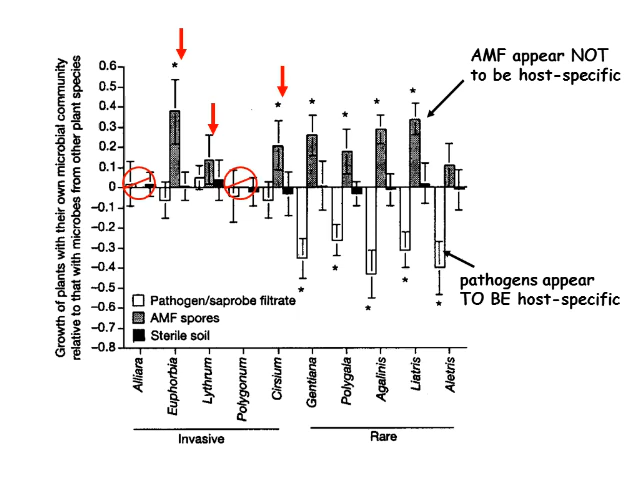 AMF appear NOT
to be host-specific
Growth of plants with their own microbial community
relative to that with microbes from other plant species
0.6
0.5
0.4
0.3
0.2
0.1
0
−0.1
−0.2
−0.3
−0.4
−0.5
−0.6
−0.7
−0.8
* * * * * *
* * * * *
pathogens appear
TO BE host-specific
Pathogen/saprobe filtrate
AMF spores
Sterile soil
Alliara
Euphorbia
Lythrum
Polygonum
Cirsium
Gentiana
Polygala
Agalinis
Liatris
Aletris
Invasive
Rare